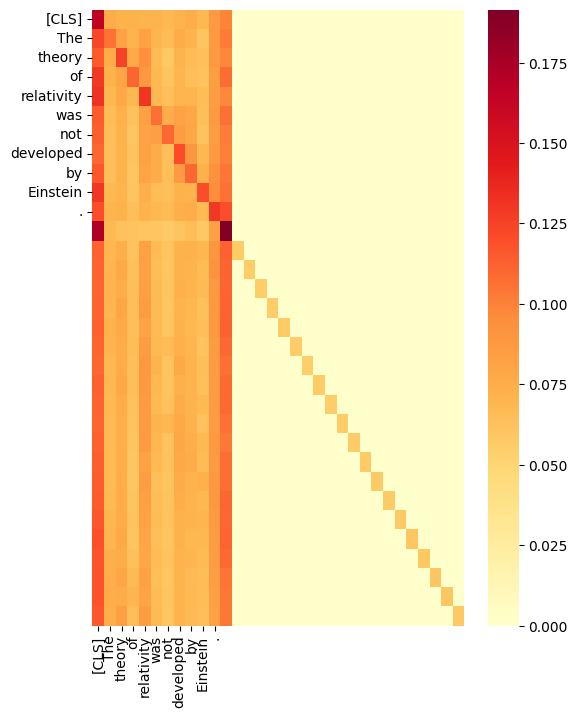 [CLS]
The
theory
of
relativity
was
not
developed
by
Einstein
.
0.175
0.150
0.125
0.100
0.075
0.050
0.025
0.000
[CLS]
The
theory
of
relativity
was
not
developed
by
Einstein
.